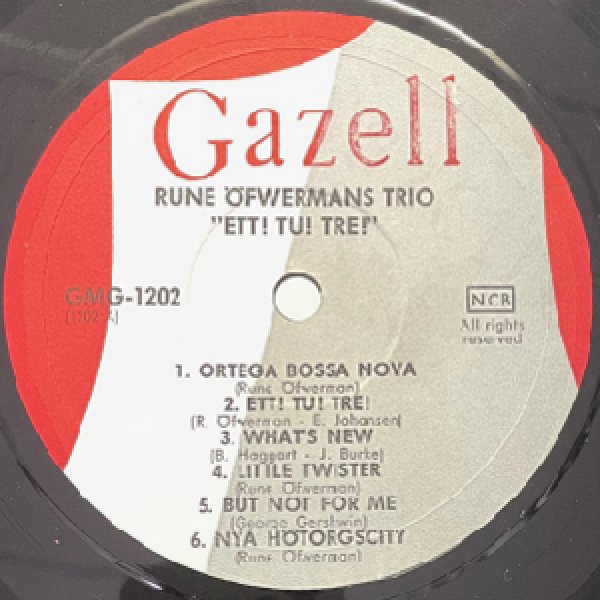 Gazell
RUNE ÖFWERMANS TRIO
"ETT! TU! TRE!"
GMG-1202
(1202 A)
NCB
All rights
reserved
1. ORTEGA BOSSA NOVA
(Rune Öfwerman)
2. ETT! TU! TRE!
(R. Öfwerman - E. Johansen)
3. WHAT'S NEW
(B. Haggart - J. Burke)
4. LITTLE TWISTER
(Rune Öfwerman)
5. BUT NOT FOR ME
(George Gershwin)
6. NYA HÖTORGSCITY
(Rune Öfwerman)